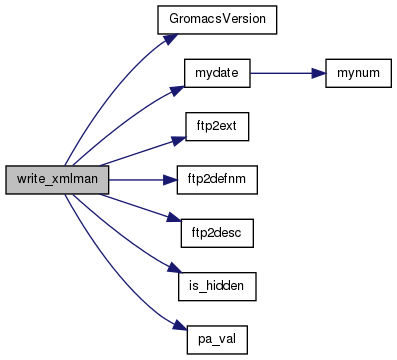 GromacsVersion
mydate
mynum
ftp2ext
write_xmlman
ftp2defnm
ftp2desc
is_hidden
pa_val